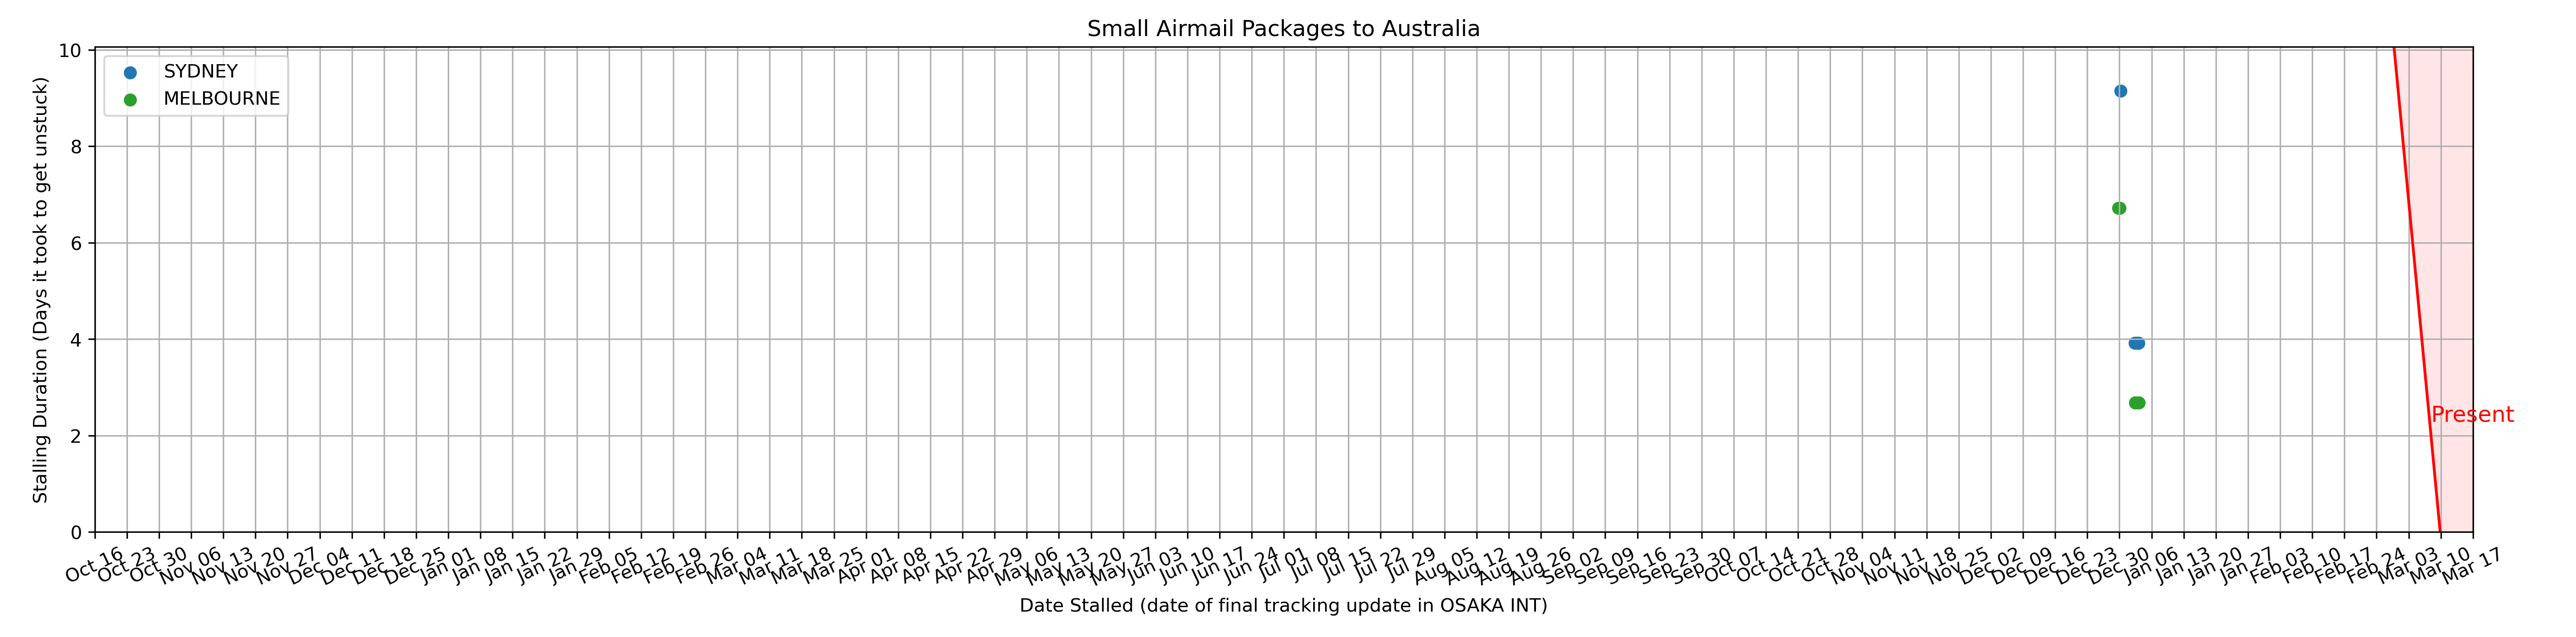 Small Airmail Packages to Australia
SYDNEY
MELBOURNE
Stalling Duration (Days it took to get unstuck)
10
8
6
4
2
0
Present
Oct 16 Oct 23 Oct 30 Nov 06 Nov 13 Nov 20 Nov 27 Dec 04 Dec 11 Dec 18 Dec 25 Jan 01 Jan 08 Jan 15 Jan 22 Jan 29 Feb 05 Feb 12 Feb 19 Feb 26 Mar 04 Mar 11 Mar 18 Mar 25 Apr 01 Apr 08 Apr 15 Apr 22 Apr 29 May 06 May 13 May 20 May 27 Jun 03 Jun 10 Jun 17 Jun 24 Jul 01 Jul 08 Jul 15 Jul 22 Jul 29 Aug 05 Aug 12 Aug 19 Aug 26 Sep 02 Sep 09 Sep 16 Sep 23 Sep 30 Oct 07 Oct 14 Oct 21 Oct 28 Nov 04 Nov 11 Nov 18 Nov 25 Dec 02 Dec 09 Dec 16 Dec 23 Dec 30 Jan 06 Jan 13 Jan 20 Jan 27 Feb 03 Feb 10 Feb 17 Feb 24 Mar 03 Mar 10 Mar 17
Date Stalled (date of final tracking update in OSAKA INT)